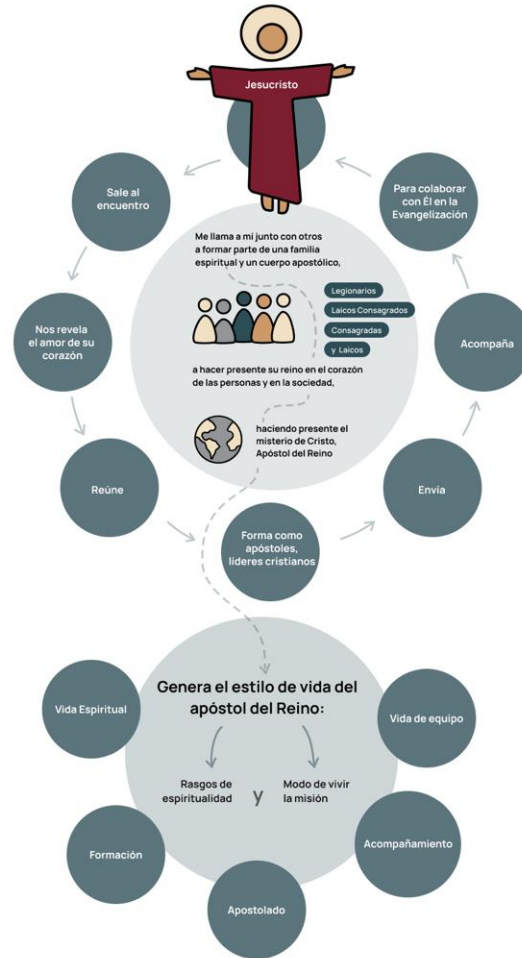 Jesucristo
Sale al
encuentro
Para colaborar
con Él en la
Evangelización
Me llama a mi junto con otros
a formar parte de una familia
espiritual y un cuerpo apostólico,
Legionarios
Laicos Consagrados
Consagradas
y Laicos
Nos revela
el amor de su
corazón
Acompaña
a hacer presente su reino en el corazón
de las personas y en la sociedad,
haciendo presente el
misterio de Cristo,
Apóstol del Reino
Reúne
Envía
Forma como
apóstoles,
líderes cristianos
Genera el estilo de vida del
apóstol del Reino:
Vida Espiritual
Vida de equipo
Rasgos de
espiritualidad
y
Modo de vivir
la misión
Formación
Acompañamiento
Apostolado